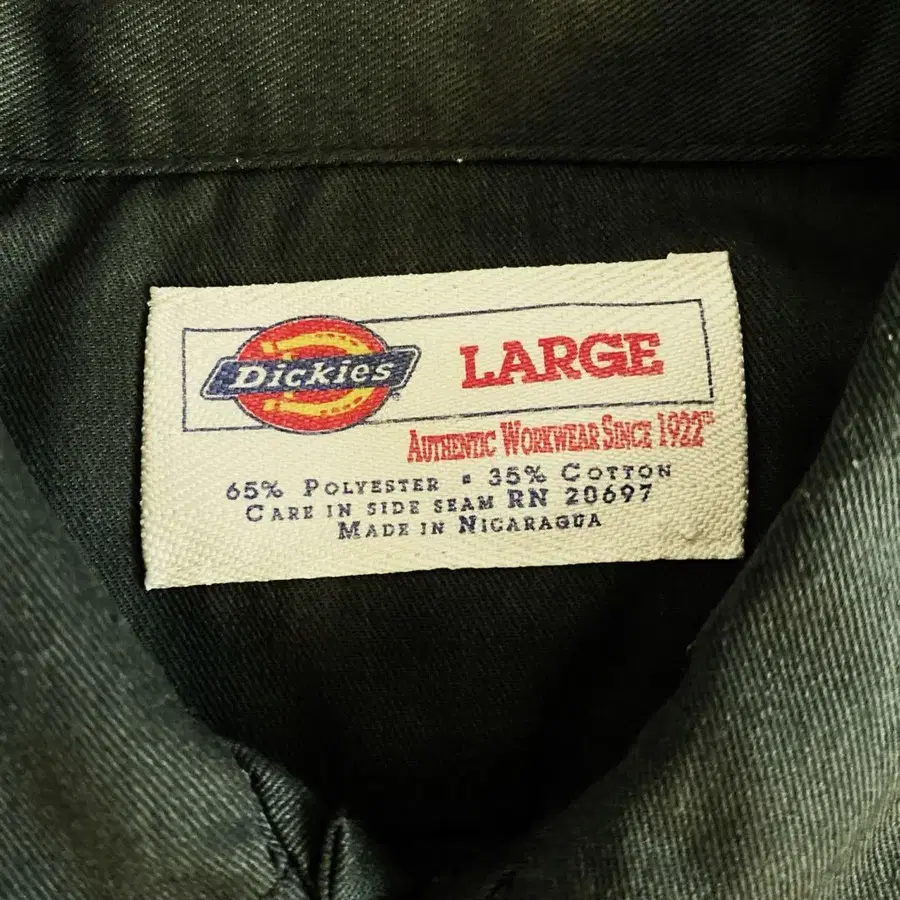 Dickies
LARGE
AUTHENTIC WORKWEAR SINCE 1922™
65% POLYESTER ▪ 35% COTTON
CARE IN SIDE SEAM RN 20697
MADE IN NICARAGUA